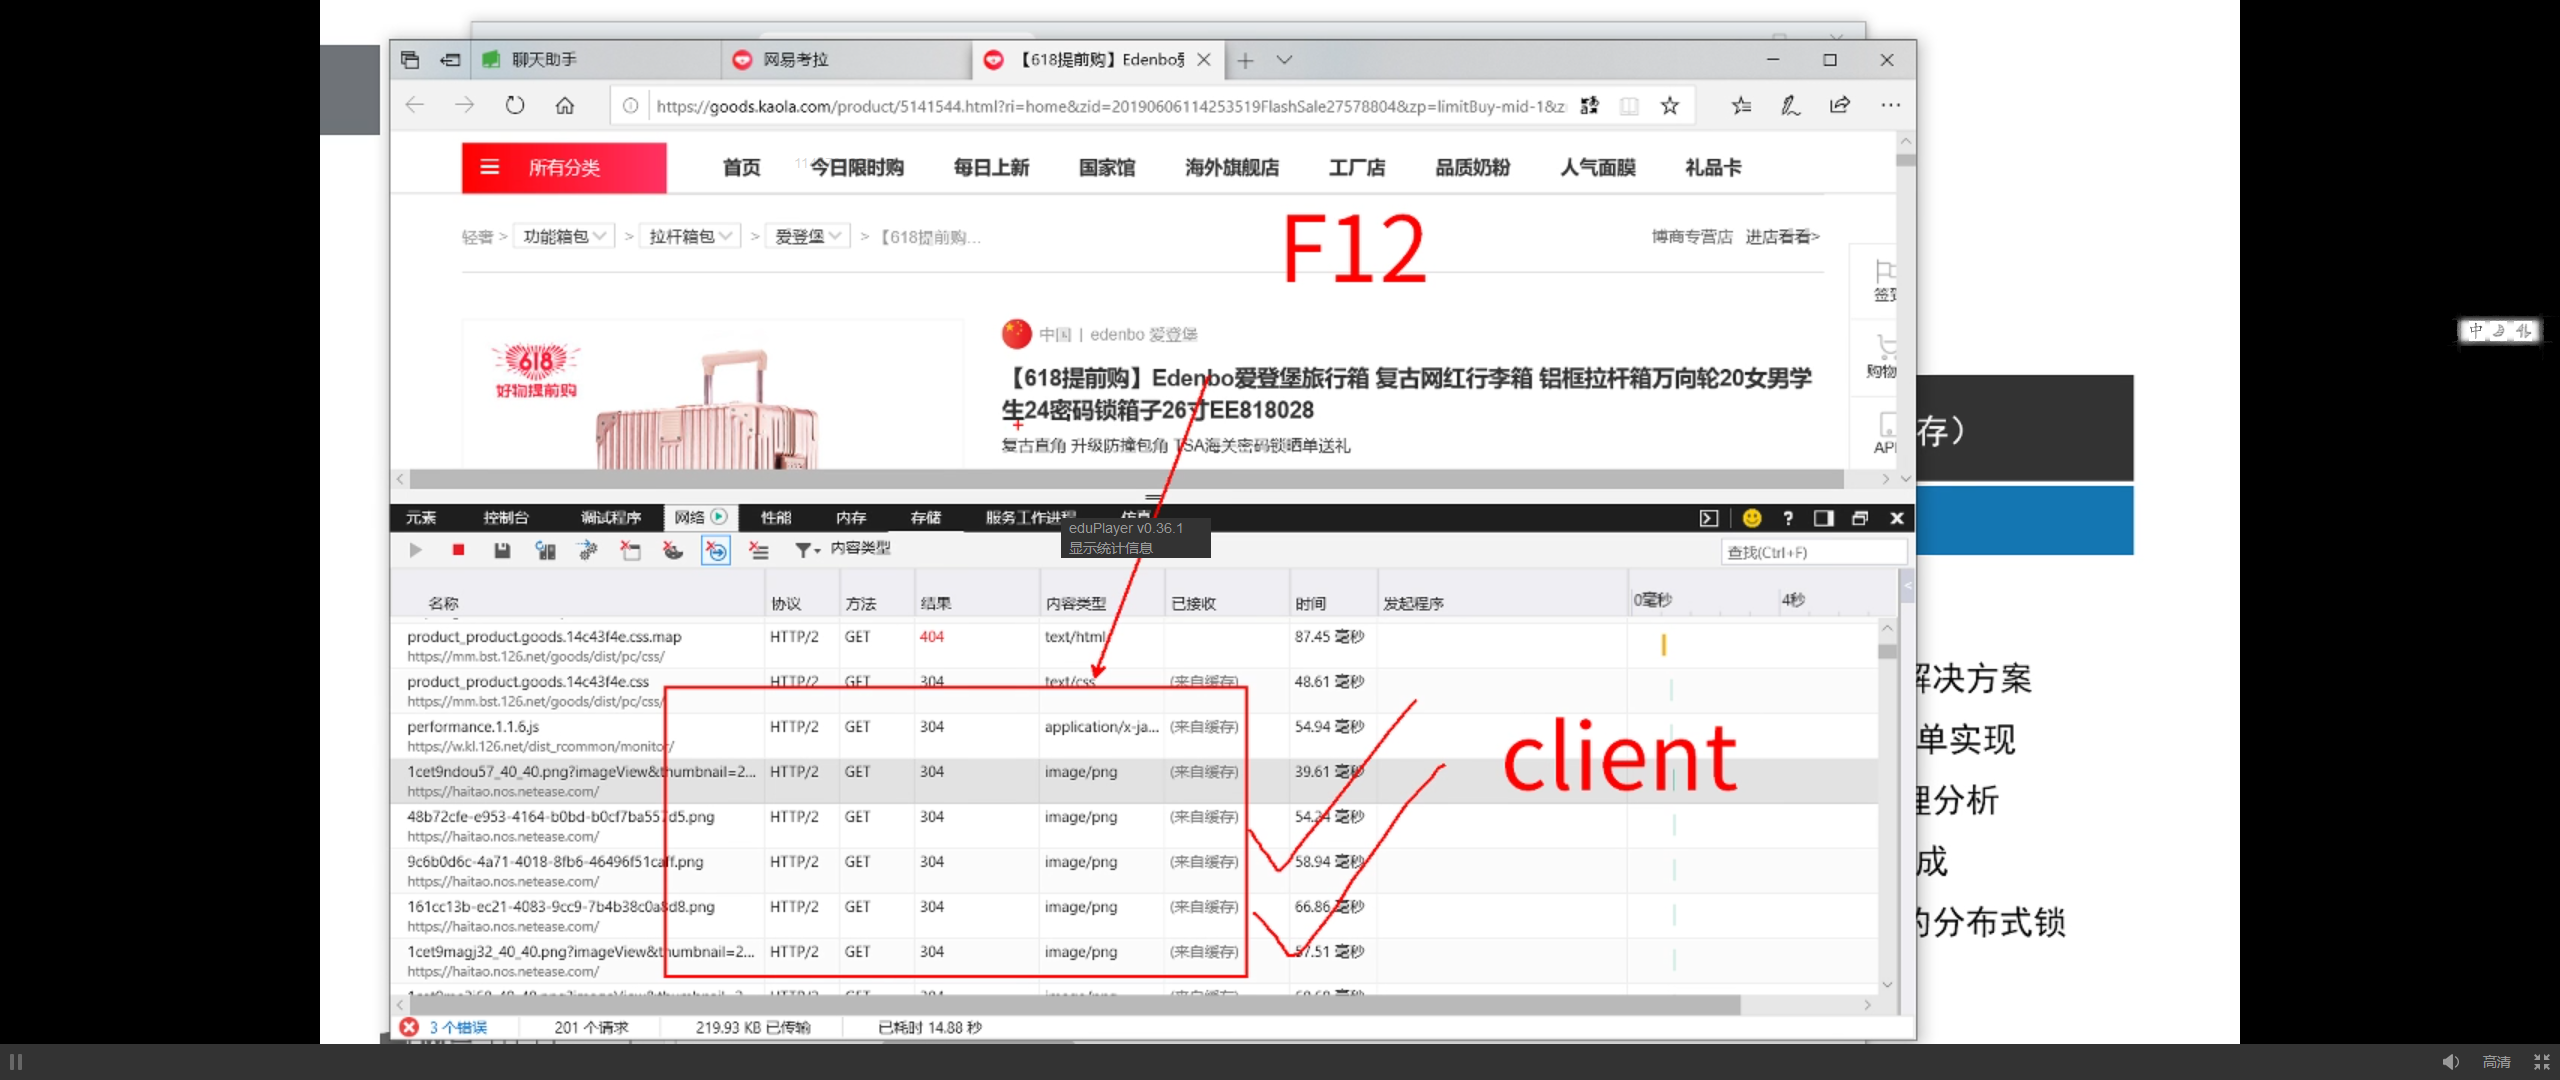 聊天助手
网易考拉
【618提前购】Edenbo爱
https://goods.kaola.com/product/5141544.html?ri=home&zid=20190606114253519FlashSale27578804&zp=limitBuy-mid-1&z
所有分类
首页
今日限时购
每日上新
国家馆
海外旗舰店
工厂店
品质奶粉
人气面膜
礼品卡
轻奢 > 功能箱包 > 拉杆箱包 > 爱登堡 > 【618提前购...
博商专营店 进店看看>
F12
签到
购物
API
618
好物提前购
中国 | edenbo 爱登堡
【618提前购】Edenbo爱登堡旅行箱 复古网红行李箱 铝框拉杆箱万向轮20女男学
生24密码锁箱子26寸EE818028
复古直角 升级防撞包角 TSA海关密码锁晒单送礼
中
存）
元素 控制台 调试程序 网络 性能 内存 存储 服务工作进程 仿真
eduPlayer v0.36.1
显示统计信息
内容类型
查找(Ctrl+F)
名称 协议 方法 结果 内容类型 已接收 时间 发起程序 0毫秒 4秒
product_product.goods.14c43f4e.css.map HTTP/2 GET 404 text/html 87.45 毫秒
https://mm.bst.126.net/goods/dist/pc/css/
product_product.goods.14c43f4e.css HTTP/2 GET 304 text/css (来自缓存) 48.61 毫秒
https://mm.bst.126.net/goods/dist/pc/css/
performance.1.1.6.js HTTP/2 GET 304 application/x-ja... (来自缓存) 54.94 毫秒
https://w.kl.126.net/dist_rcommon/monitor/
1cet9ndou57_40_40.png?imageView&thumbnail=2... HTTP/2 GET 304 image/png (来自缓存) 39.61 毫秒
https://haitao.nos.netease.com/
48b72cfe-e953-4164-b0bd-b0cf7ba557d5.png HTTP/2 GET 304 image/png (来自缓存) 54.24 毫秒
https://haitao.nos.netease.com/
9c6b0d6c-4a71-4018-8fb6-46496f51caff.png HTTP/2 GET 304 image/png (来自缓存) 58.94 毫秒
https://haitao.nos.netease.com/
161cc13b-ec21-4083-9cc9-7b4b38c0a8d8.png HTTP/2 GET 304 image/png (来自缓存) 66.86 毫秒
https://haitao.nos.netease.com/
1cet9magj32_40_40.png?imageView&thumbnail=2... HTTP/2 GET 304 image/png (来自缓存) 57.51 毫秒
https://haitao.nos.netease.com/
client
解决方案
单实现
理分析
成
的分布式锁
3 个错误 201 个请求 219.93 KB 已传输 已耗时 14.88 秒
高清